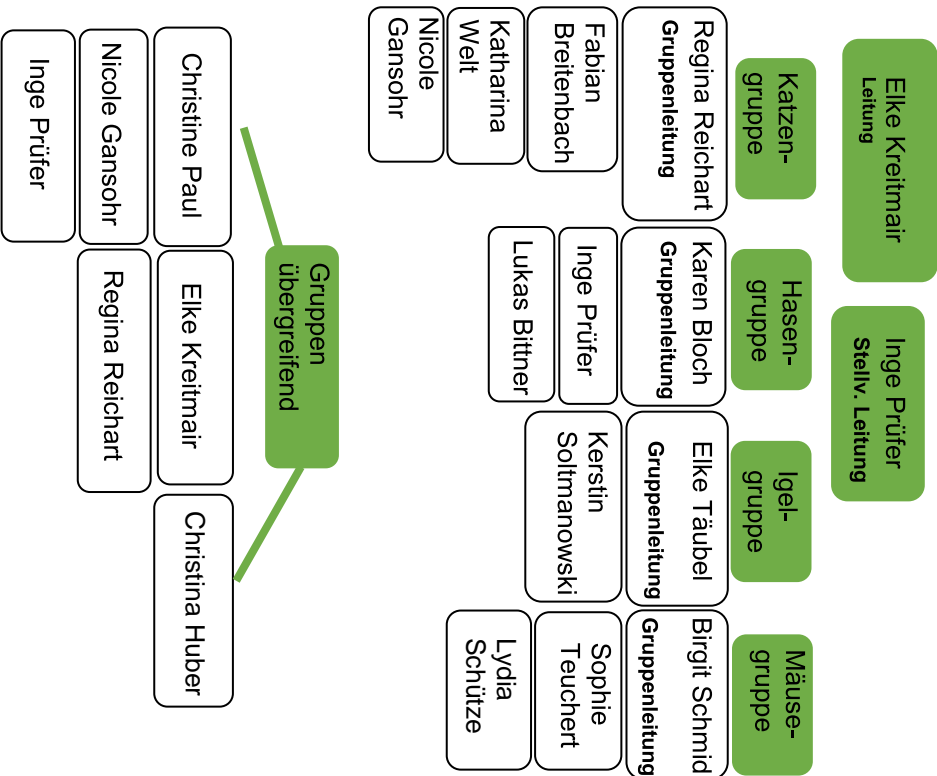 Elke Kreitmair
Leitung
Inge Prüfer
Stellv. Leitung
Katzen-
gruppe
Regina Reichart
Gruppenleitung
Fabian
Breitenbach
Katharina
Welt
Nicole
Gansohr
Hasen-
gruppe
Karen Bloch
Gruppenleitung
Inge Prüfer
Lukas Bittner
Igel-
gruppe
Elke Täubel
Gruppenleitung
Kerstin
Soltmanowski
Mäuse-
gruppe
Birgit Schmid
Gruppenleitung
Sophie
Teuchert
Lydia
Schütze
Gruppen
übergreifend
Christine Paul
Elke Kreitmair
Christina Huber
Nicole Gansohr
Regina Reichart
Inge Prüfer